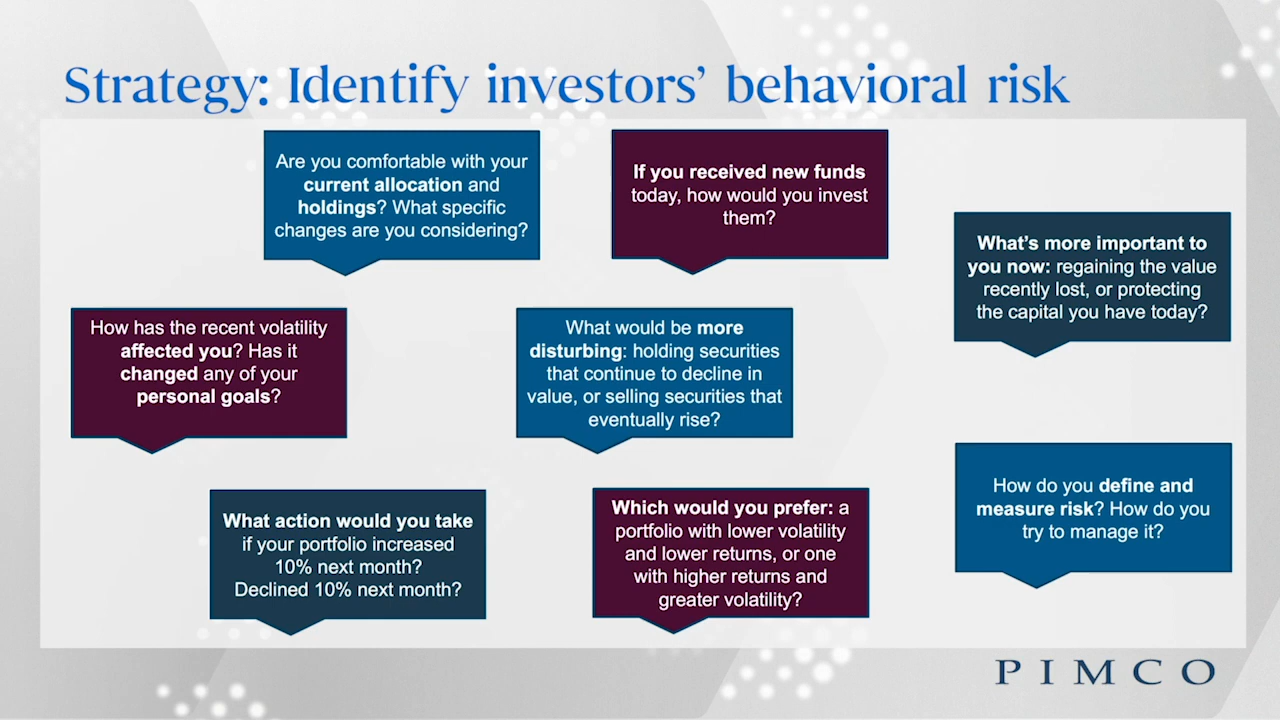 Strategy: Identify investors’ behavioral risk
Are you comfortable with your
current allocation and
holdings? What specific
changes are you considering?
If you received new funds
today, how would you invest
them?
What’s more important to
you now: regaining the value
recently lost, or protecting
the capital you have today?
How has the recent volatility
affected you? Has it
changed any of your
personal goals?
What would be more
disturbing: holding securities
that continue to decline in
value, or selling securities that
eventually rise?
What action would you take
if your portfolio increased
10% next month?
Declined 10% next month?
Which would you prefer: a
portfolio with lower volatility
and lower returns, or one
with higher returns and
greater volatility?
How do you define and
measure risk? How do you
try to manage it?
PIMCO